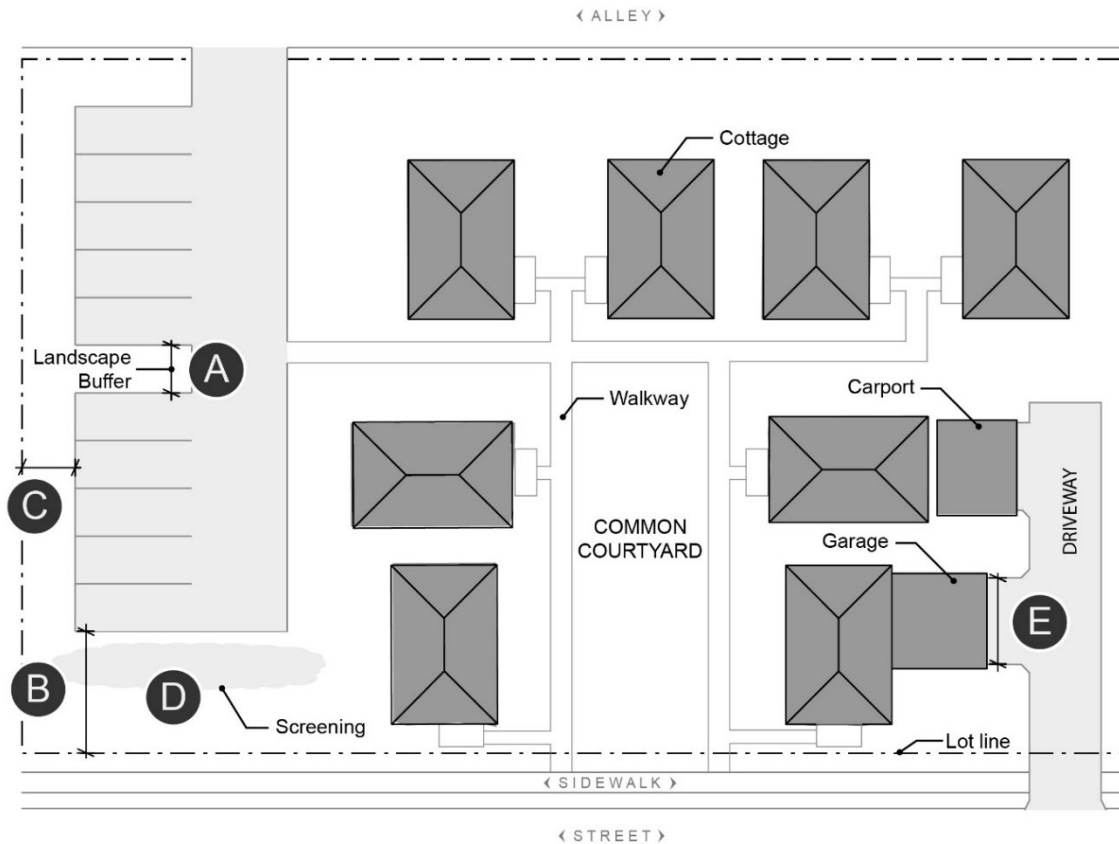 ‹ ALLEY ›
Cottage
Landscape
Buffer
A
Walkway
Carport
C
COMMON
COURTYARD
DRIVEWAY
Garage
E
B
D
Screening
Lot line
‹ SIDEWALK ›
‹ STREET ›